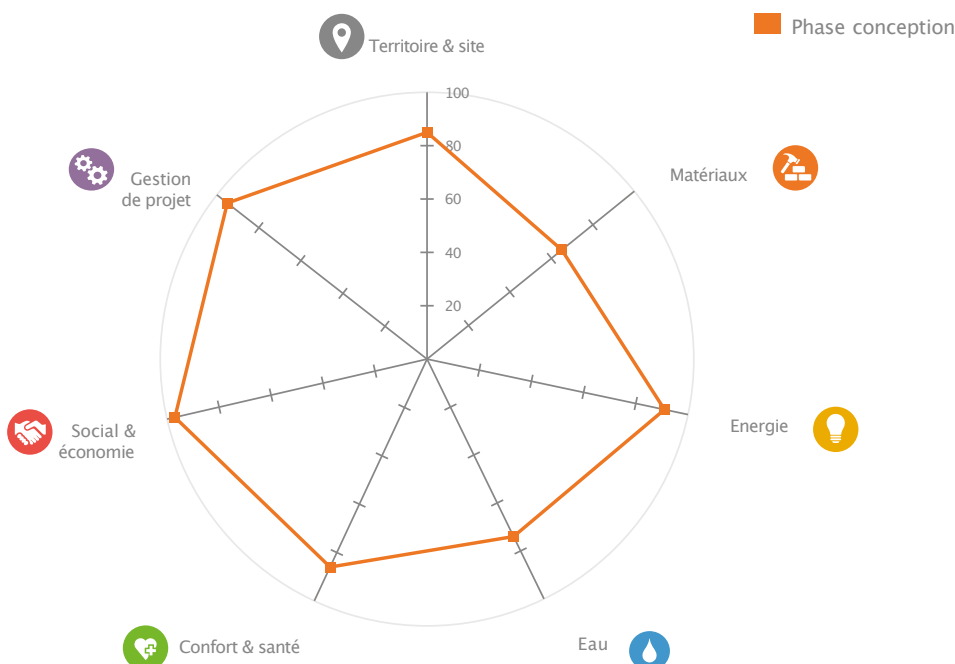 Phase conception
Territoire & site
100
80
60
40
20
Matériaux
Gestion
de projet
Energie
Social &
économie
Eau
Confort & santé